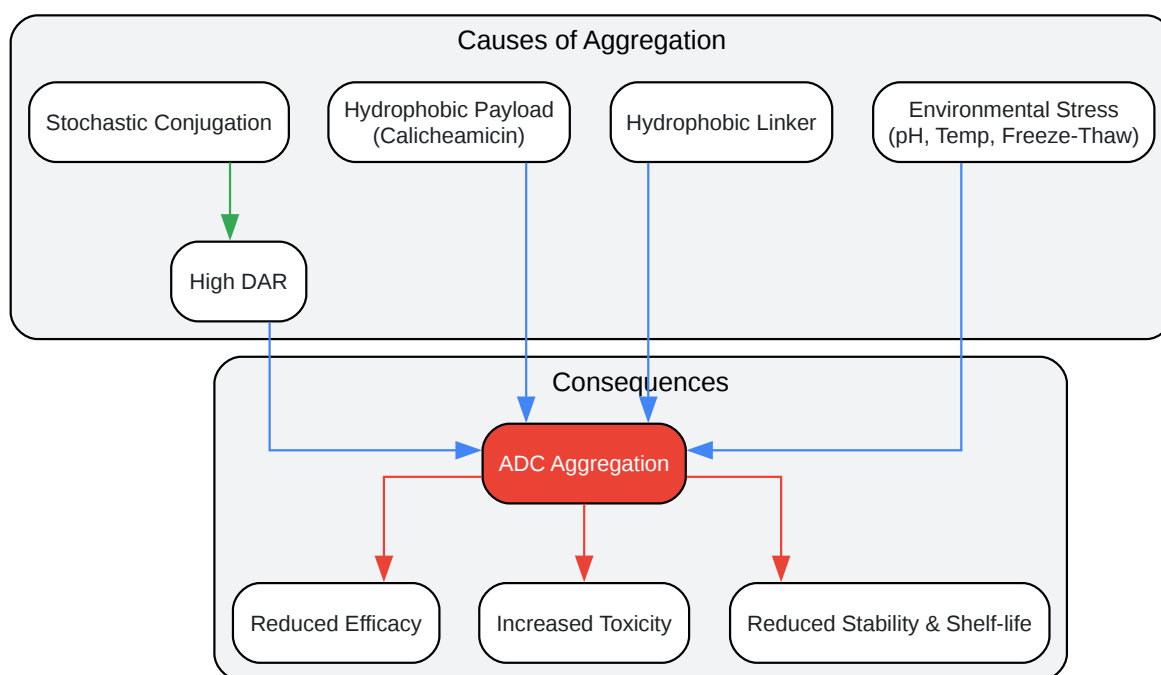 Causes of Aggregation
Stochastic Conjugation
Hydrophobic Payload
(Calicheamicin)
Hydrophobic Linker
Environmental Stress
(pH, Temp, Freeze-Thaw)
High DAR
Consequences
ADC Aggregation
Reduced Efficacy
Increased Toxicity
Reduced Stability & Shelf-life